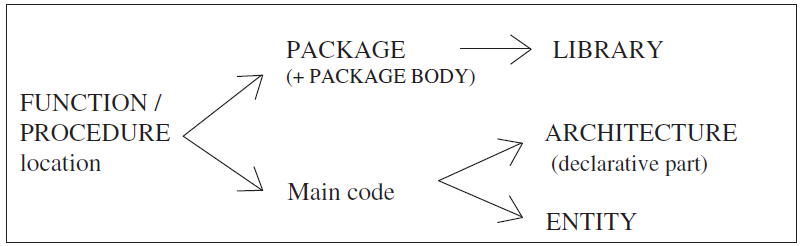 PACKAGE
(+ PACKAGE BODY)
LIBRARY
FUNCTION /
PROCEDURE
location
ARCHITECTURE
(declarative part)
Main code
ENTITY